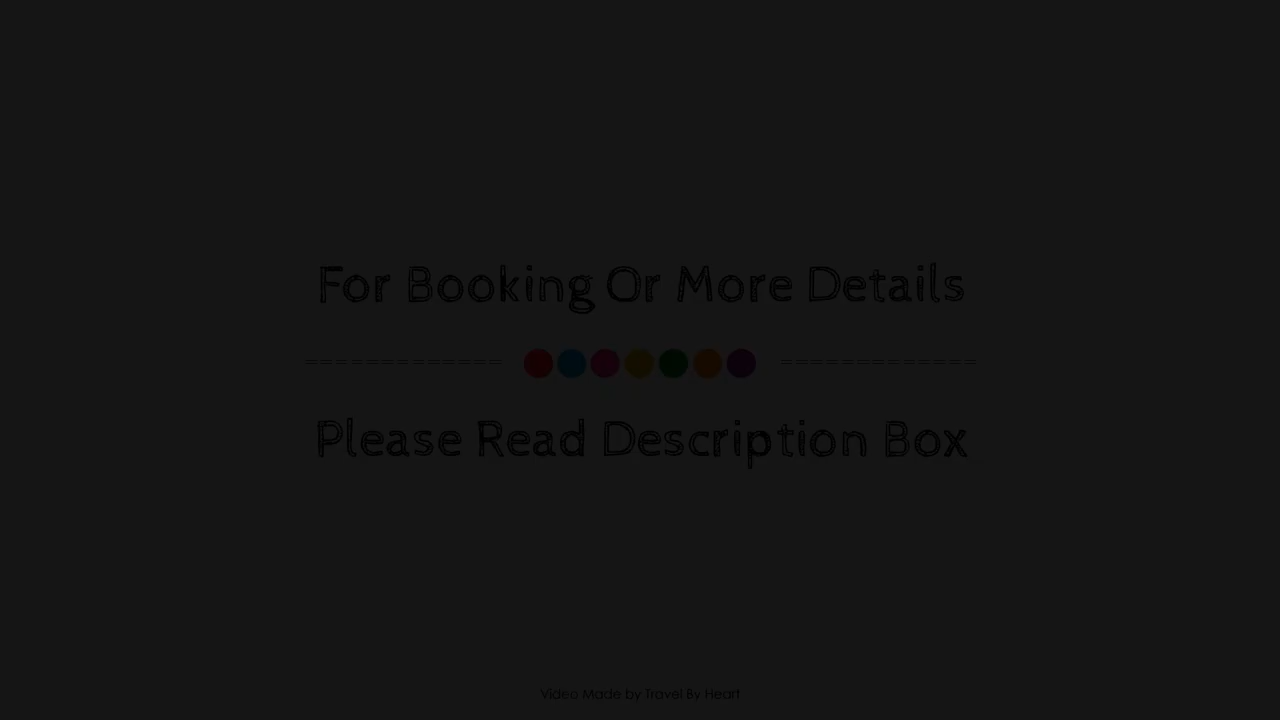 For Booking Or More Details
============= =============
Please Read Description Box
Video Made by Travel By Heart